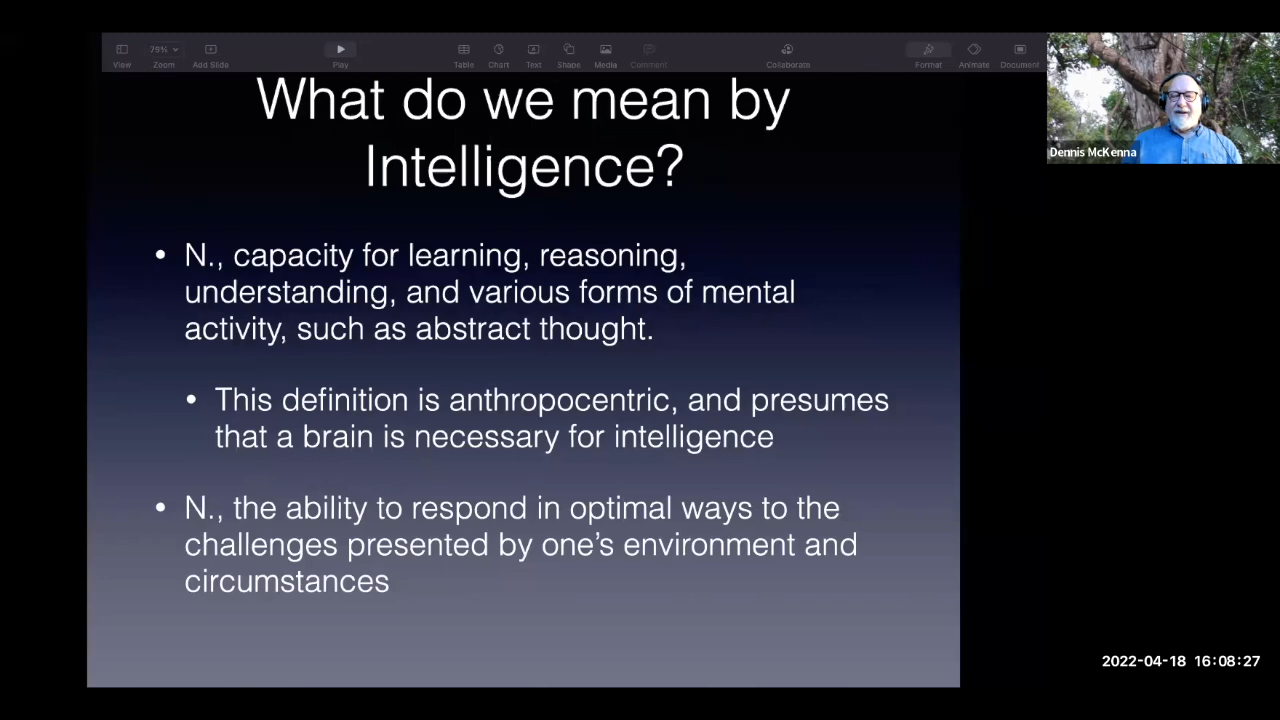 79%
View
Zoom
Add Slide
Play
Table
Chart
Text
Shape
Media
Comment
Collaborate
Format
Animate
Document
Dennis McKenna
What do we mean by
Intelligence?
• N., capacity for learning, reasoning,
understanding, and various forms of mental
activity, such as abstract thought.
• This definition is anthropocentric, and presumes
that a brain is necessary for intelligence
• N., the ability to respond in optimal ways to the
challenges presented by one’s environment and
circumstances
2022-04-18 16:08:27